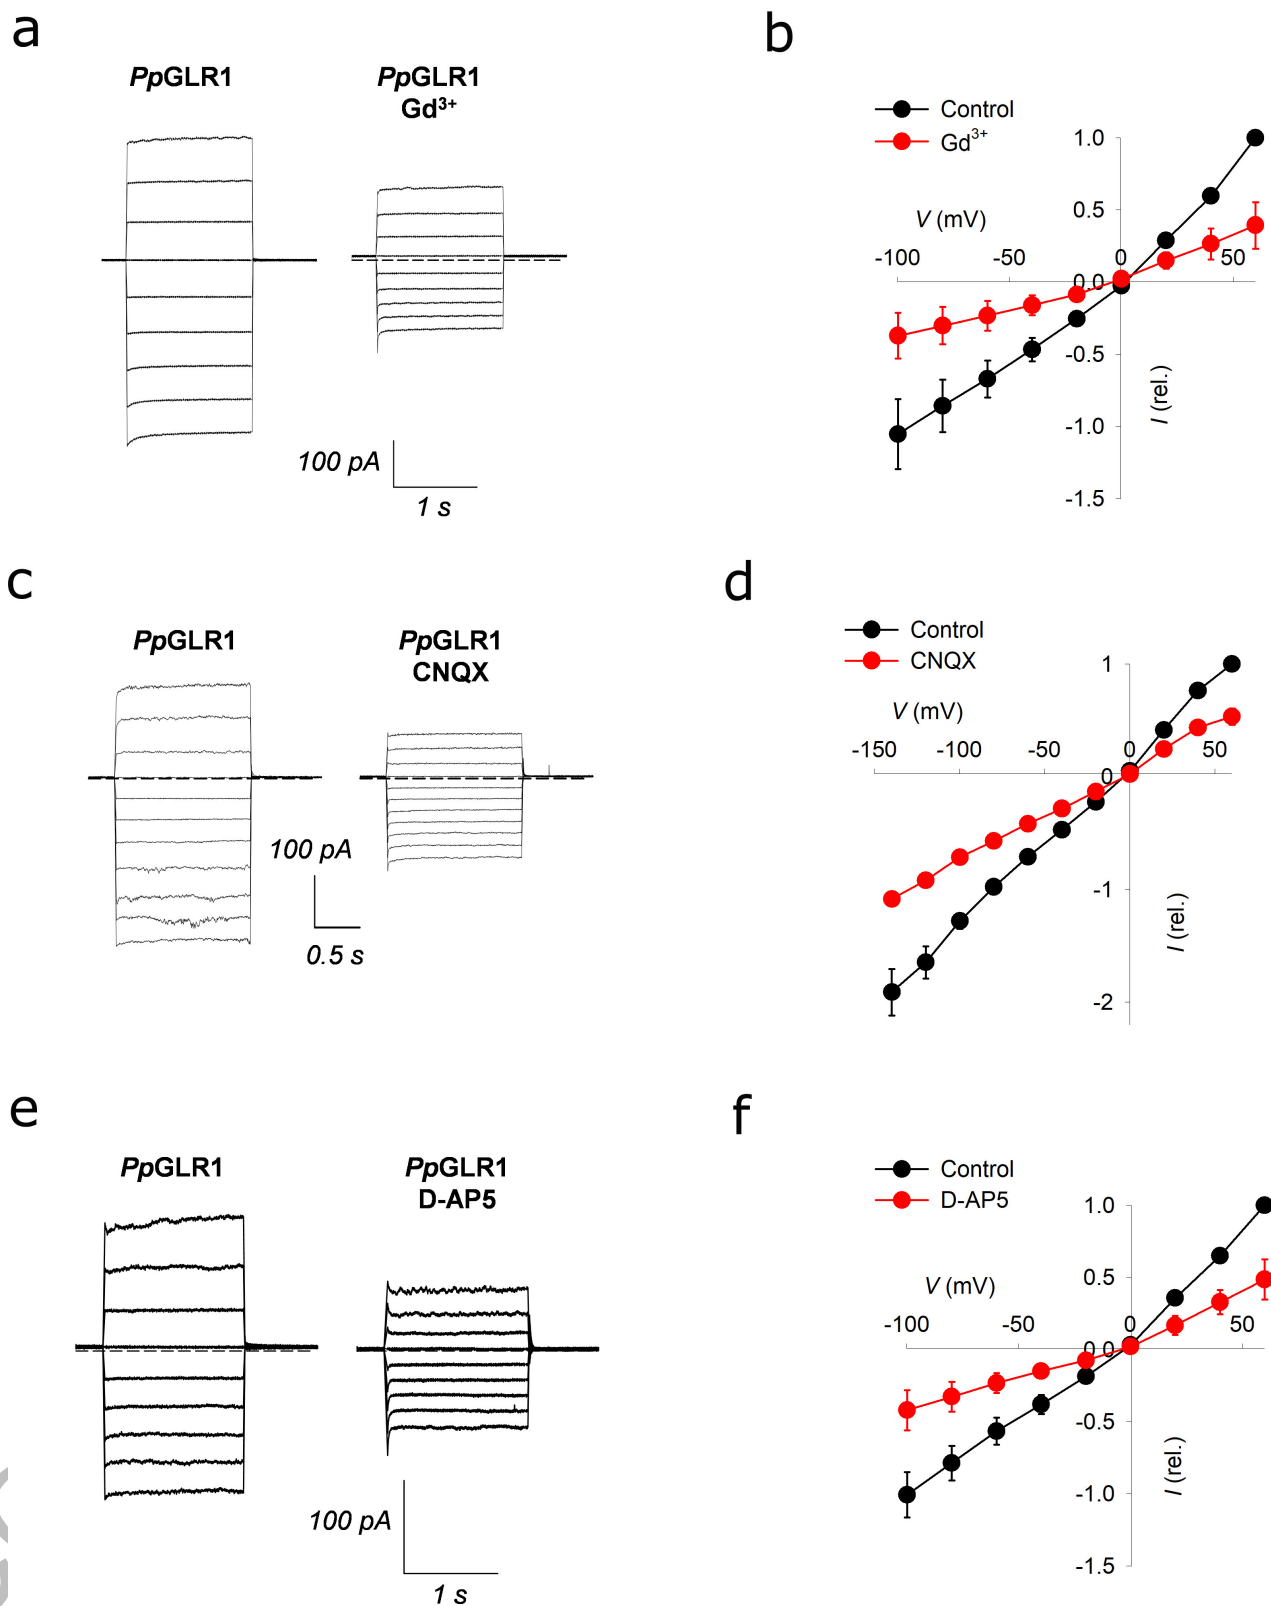 a
PpGLR1
PpGLR1
Gd³⁺
100 pA
1 s
b
Control
Gd³⁺
V (mV)
1.0
0.5
-100
-50
0
50
0.0
-0.5
-1.0
-1.5
I (rel.)
c
PpGLR1
PpGLR1
CNQX
100 pA
0.5 s
d
Control
CNQX
V (mV)
1
-150
-100
-50
0
50
0
-1
-2
I (rel.)
e
PpGLR1
PpGLR1
D-AP5
100 pA
1 s
f
Control
D-AP5
V (mV)
1.0
0.5
-100
-50
0
50
0.0
-0.5
-1.0
-1.5
I (rel.)